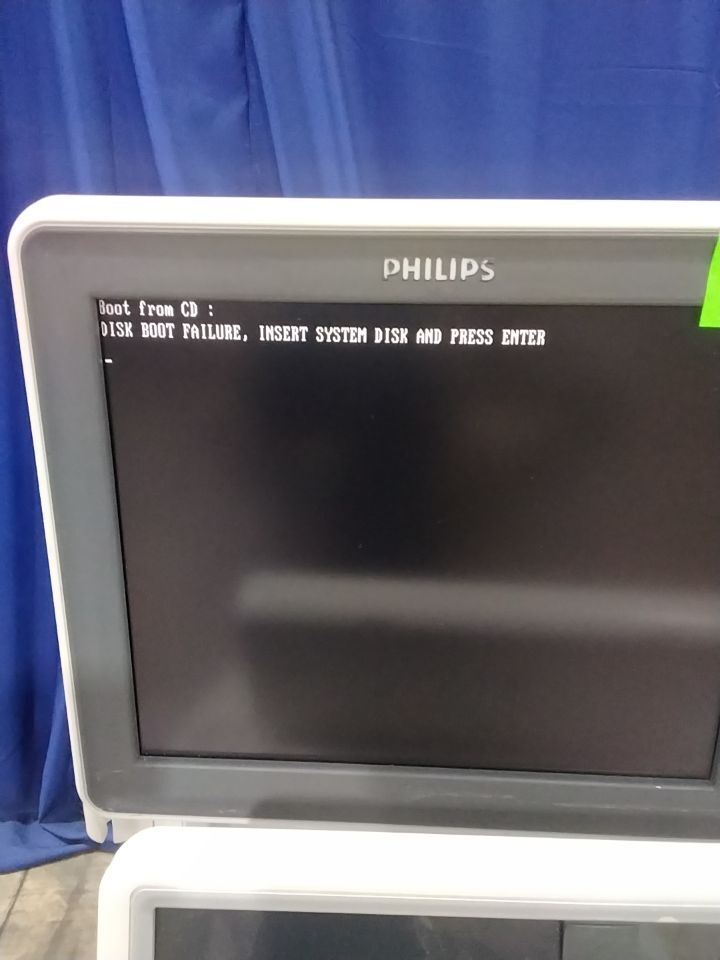 PHILIPS
Boot from CD :
DISK BOOT FAILURE, INSERT SYSTEM DISK AND PRESS ENTER
_